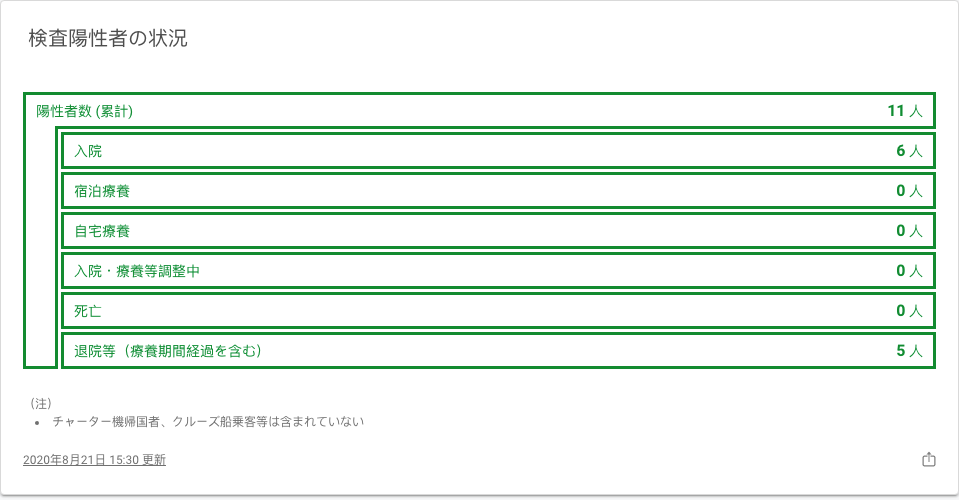 検査陽性者の状況
陽性者数 (累計) 11 人
入院 6 人
宿泊療養 0 人
自宅療養 0 人
入院・療養等調整中 0 人
死亡 0 人
退院等（療養期間経過を含む） 5 人
（注）
• チャーター機帰国者、クルーズ船乗客等は含まれていない
2020年8月21日 15:30 更新